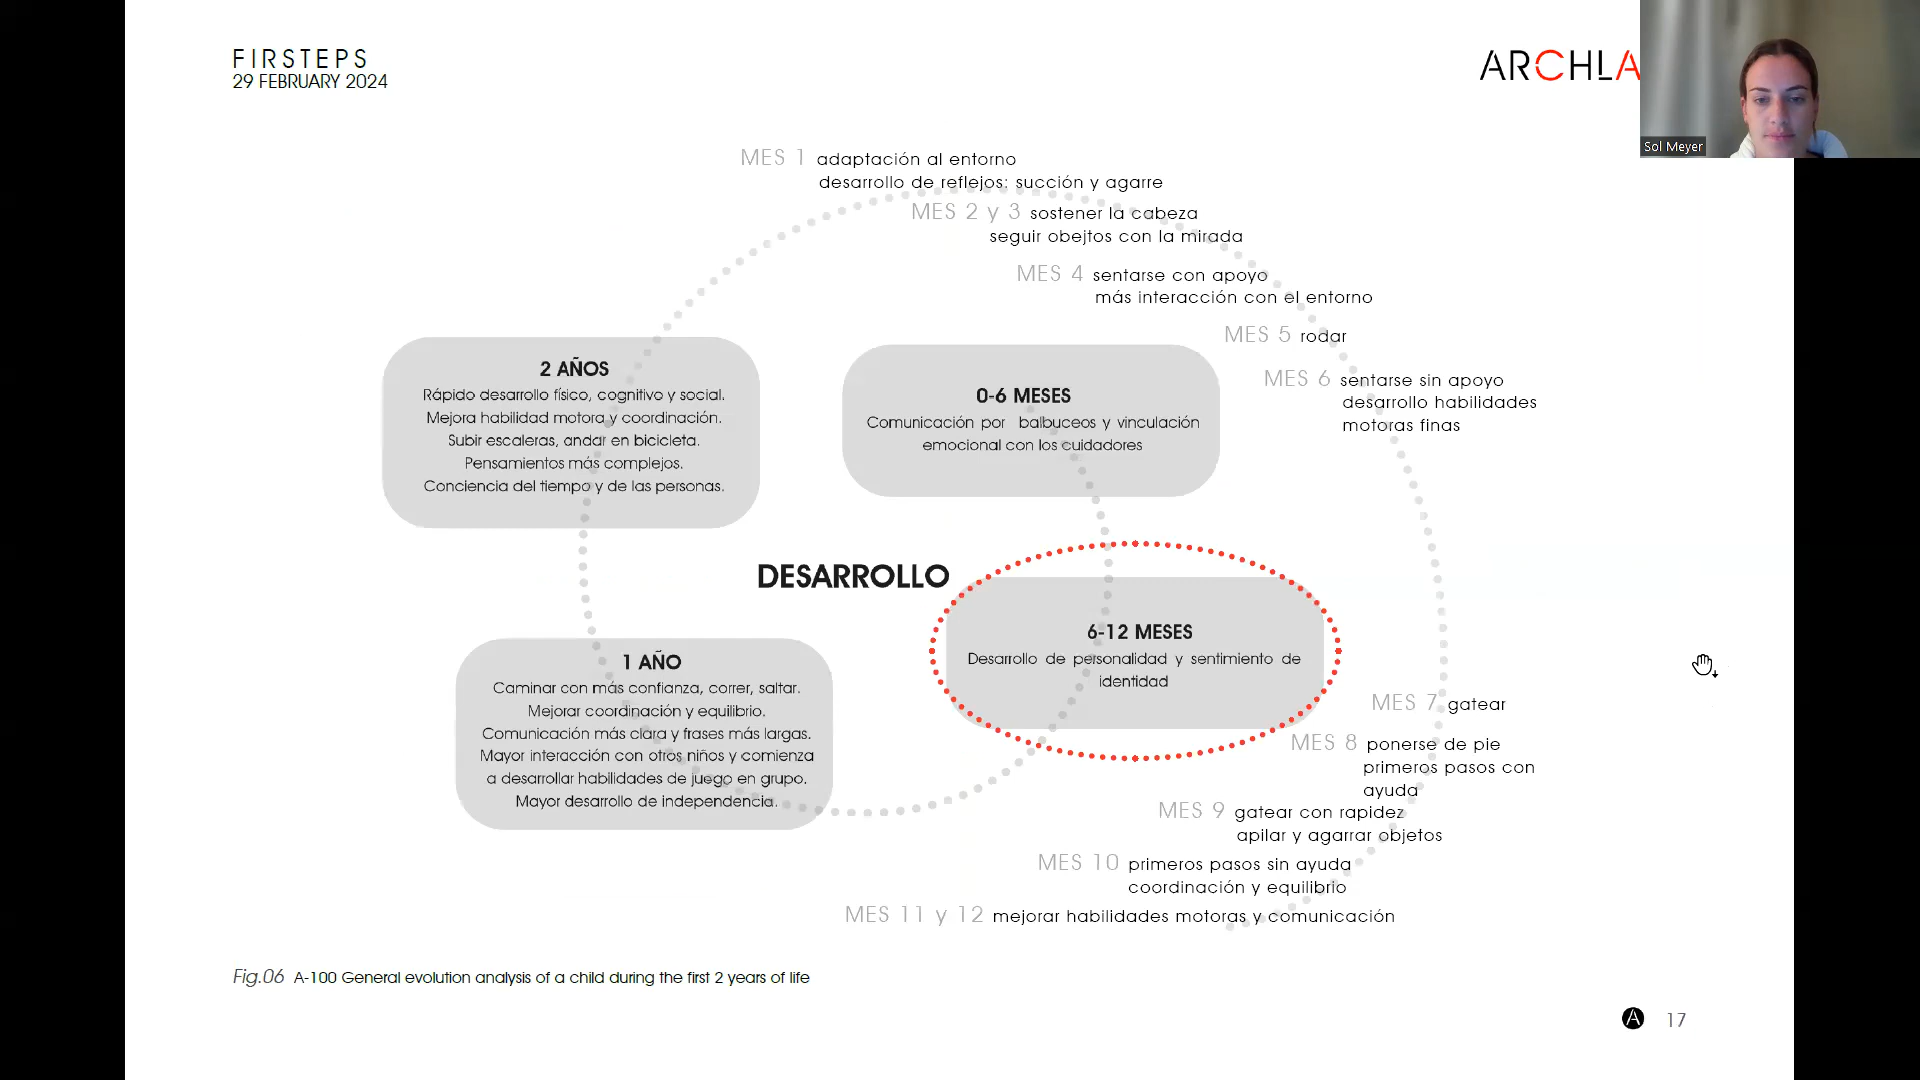 FIRSTEPS
29 FEBRUARY 2024
ARCHLA
Sol Meyer
MES 1 adaptación al entorno
desarrollo de reflejos: succión y agarre
MES 2 y 3 sostener la cabeza
seguir obejtos con la mirada
MES 4 sentarse con apoyo
más interacción con el entorno
MES 5 rodar
MES 6 sentarse sin apoyo
desarrollo habilidades
motoras finas
2 AÑOS
Rápido desarrollo físico, cognitivo y social.
Mejora habilidad motora y coordinación.
Subir escaleras, andar en bicicleta.
Pensamientos más complejos.
Conciencia del tiempo y de las personas.
0-6 MESES
Comunicación por balbuceos y vinculación
emocional con los cuidadores
DESARROLLO
6-12 MESES
Desarrollo de personalidad y sentimiento de
identidad
1 AÑO
Caminar con más confianza, correr, saltar.
Mejorar coordinación y equilibrio.
Comunicación más clara y frases más largas.
Mayor interacción con otros niños y comienza
a desarrollar habilidades de juego en grupo.
Mayor desarrollo de independencia.
MES 7 gatear
MES 8 ponerse de pie
primeros pasos con
ayuda
MES 9 gatear con rapidez
apilar y agarrar objetos
MES 10 primeros pasos sin ayuda
coordinación y equilibrio
MES 11 y 12 mejorar habilidades motoras y comunicación
Fig.06 A-100 General evolution analysis of a child during the first 2 years of life
A 17